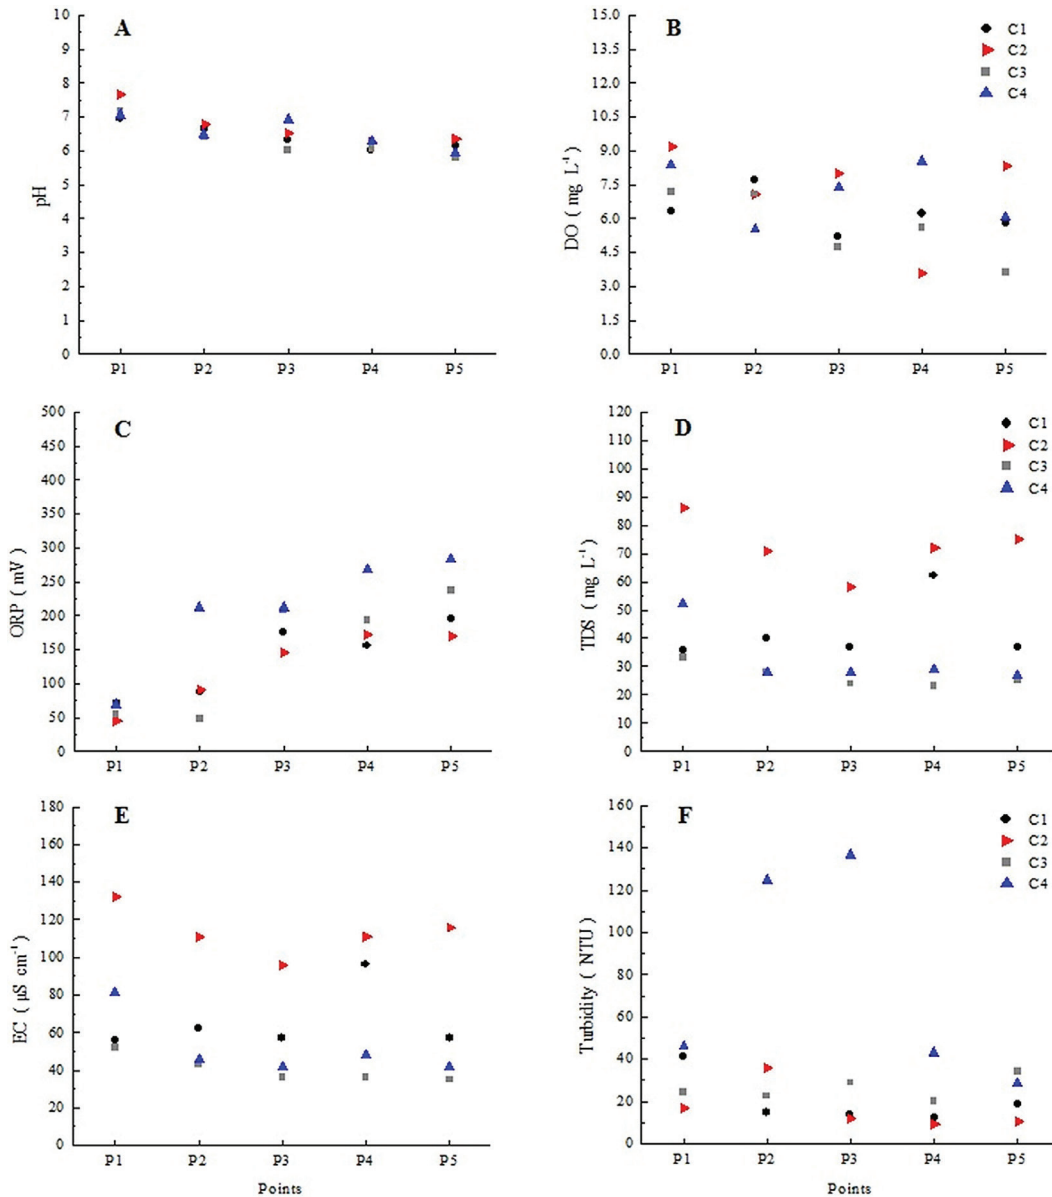 A
pH
10
9
8
7
6
5
4
3
2
1
0
P1 P2 P3 P4 P5
B
C1
C2
C3
C4
DO ( mg L⁻¹)
15.0
13.5
12.0
10.5
9.0
7.5
6.0
4.5
3.0
1.5
0.0
P1 P2 P3 P4 P5
C
ORP ( mV )
500
450
400
350
300
250
200
150
100
50
0
P1 P2 P3 P4 P5
D
C1
C2
C3
C4
TDS ( mg L⁻¹)
120
110
100
90
80
70
60
50
40
30
20
10
0
P1 P2 P3 P4 P5
E
EC ( μS cm⁻¹)
180
160
140
120
100
80
60
40
20
0
P1 P2 P3 P4 P5
Points
F
C1
C2
C3
C4
Turbidity ( NTU )
160
140
120
100
80
60
40
20
0
P1 P2 P3 P4 P5
Points